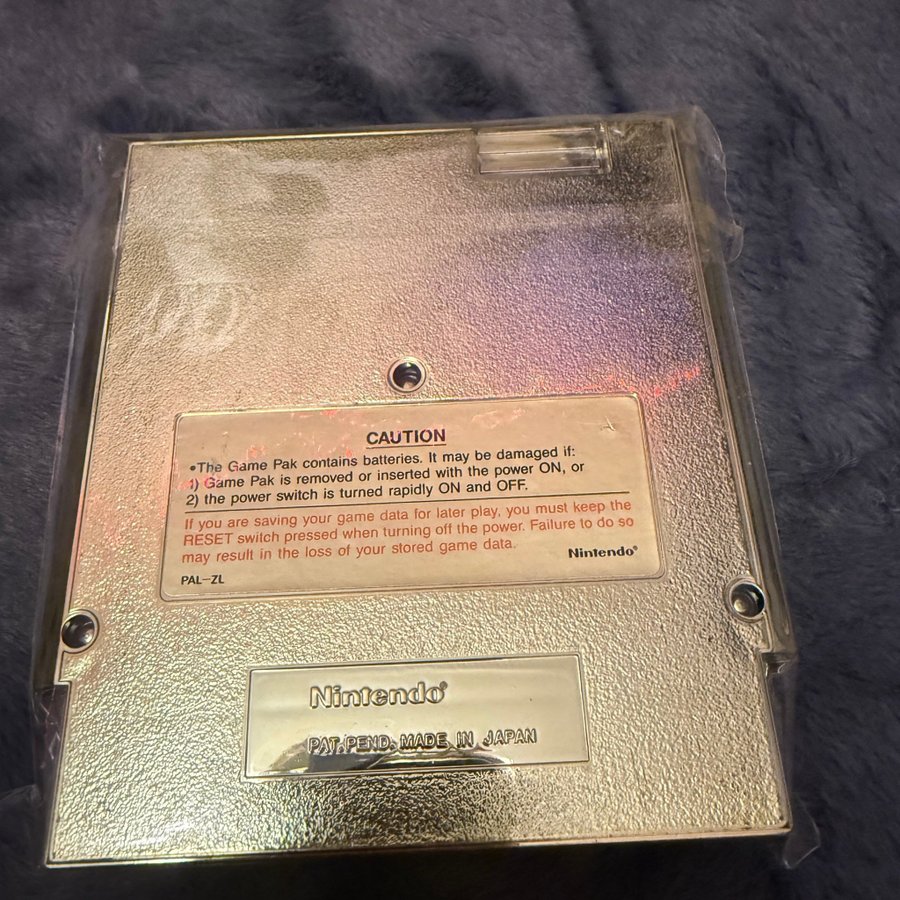 CAUTION
•The Game Pak contains batteries. It may be damaged if:
1) Game Pak is removed or inserted with the power ON, or
2) the power switch is turned rapidly ON and OFF.
If you are saving your game data for later play, you must keep the
RESET switch pressed when turning off the power. Failure to do so
may result in the loss of your stored game data.
Nintendo®
PAL-ZL
Nintendo®
PAT.PEND. MADE IN JAPAN